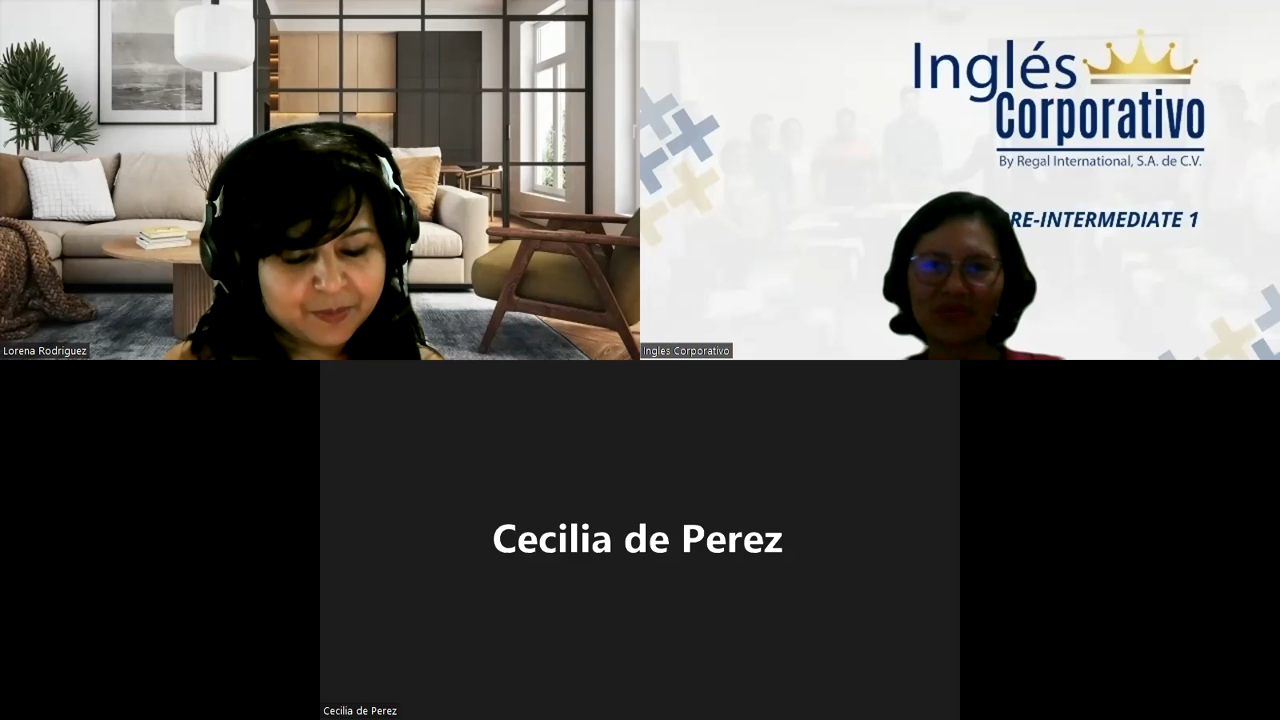 Inglés
Corporativo
By Regal International, S.A. de C.V.
RE-INTERMEDIATE 1
Lorena Rodriguez
Ingles Corporativo
Cecilia de Perez
Cecilia de Perez